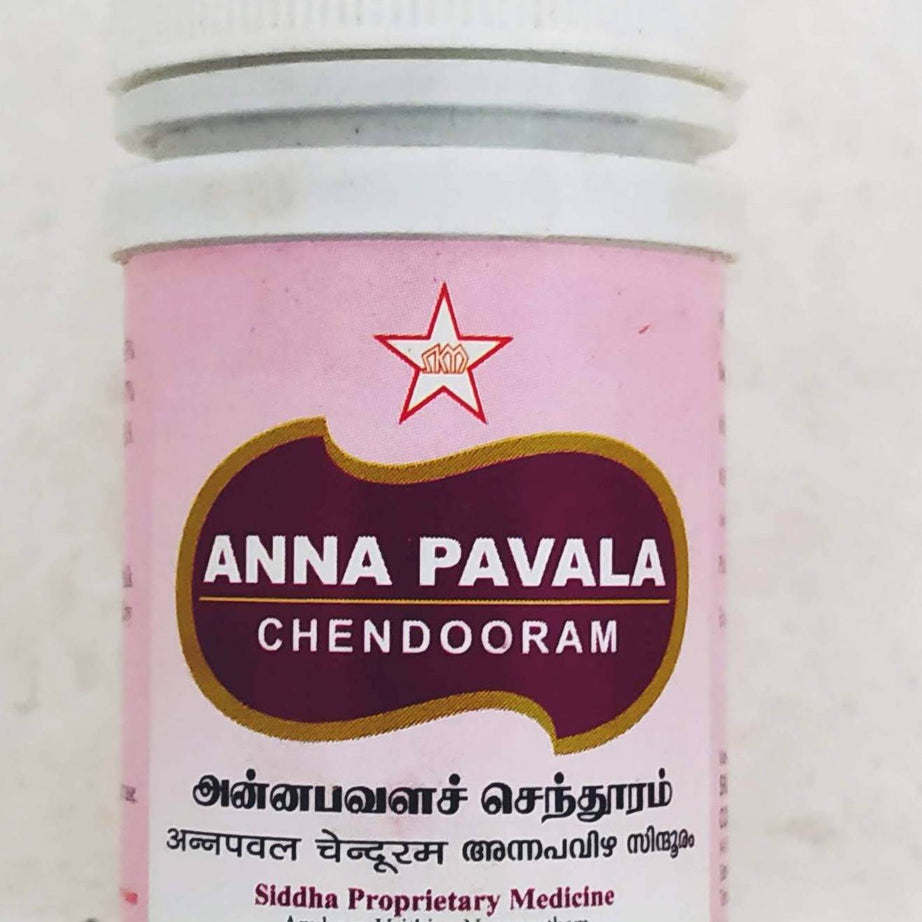 SKM
ANNA PAVALA
CHENDOORAM
அன்னபவளச் செந்தூரம்
अन्नपवल चेन्दूरम അന്നപവിഴ സിന്ദൂരം
Siddha Proprietary Medicine